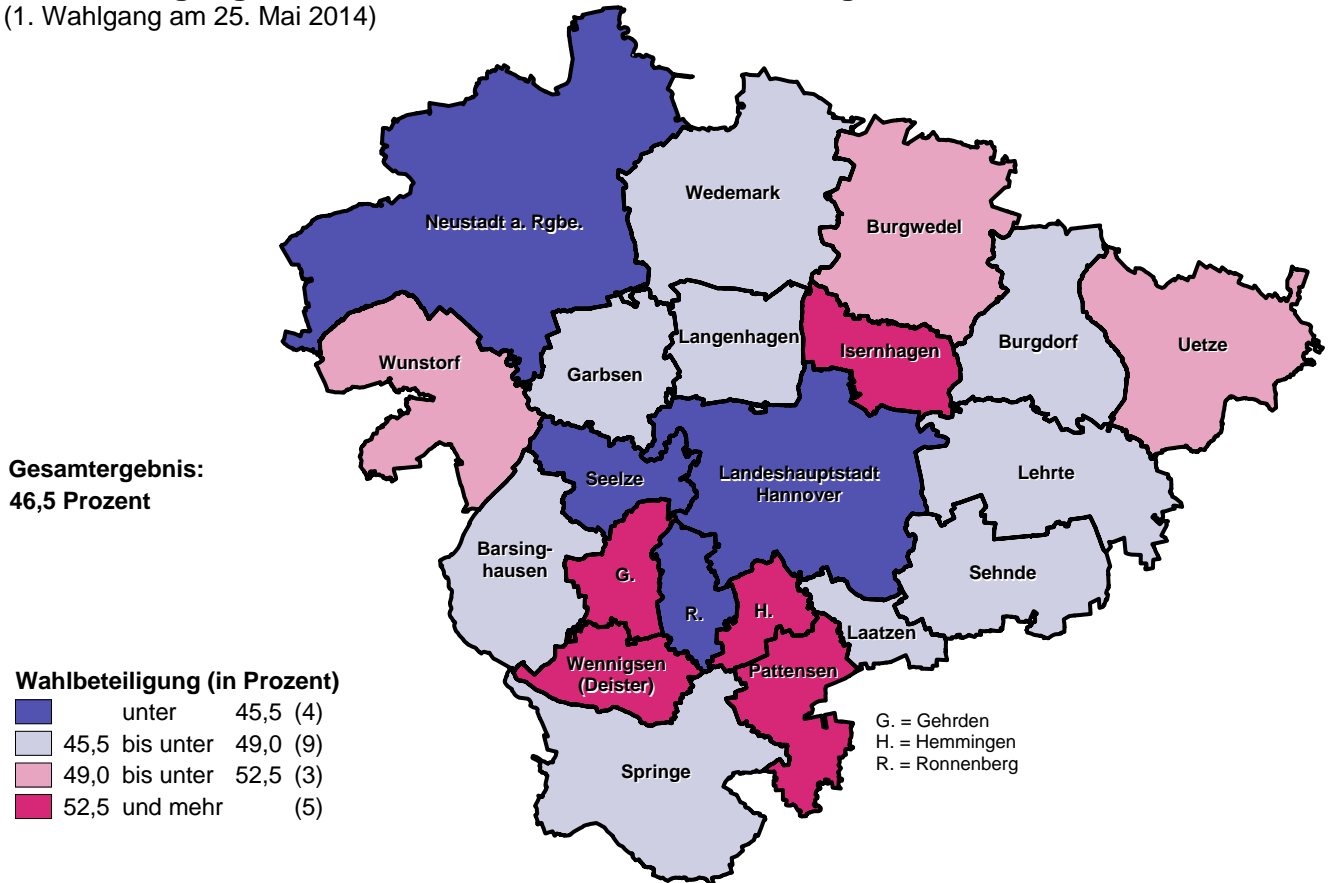 (1. Wahlgang am 25. Mai 2014)
Wedemark
Neustadt a. Rgbe.
Burgwedel
Langenhagen
Isernhagen
Burgdorf
Uetze
Wunstorf
Garbsen
Gesamtergebnis:
46,5 Prozent
Seelze
Landeshauptstadt
Hannover
Lehrte
Barsing-
hausen
G.
Sehnde
R.
H.
Laatzen
Wennigsen
(Deister)
Pattensen
Springe
Wahlbeteiligung (in Prozent)
unter 45,5 (4)
45,5 bis unter 49,0 (9)
49,0 bis unter 52,5 (3)
52,5 und mehr (5)
G. = Gehrden
H. = Hemmingen
R. = Ronnenberg